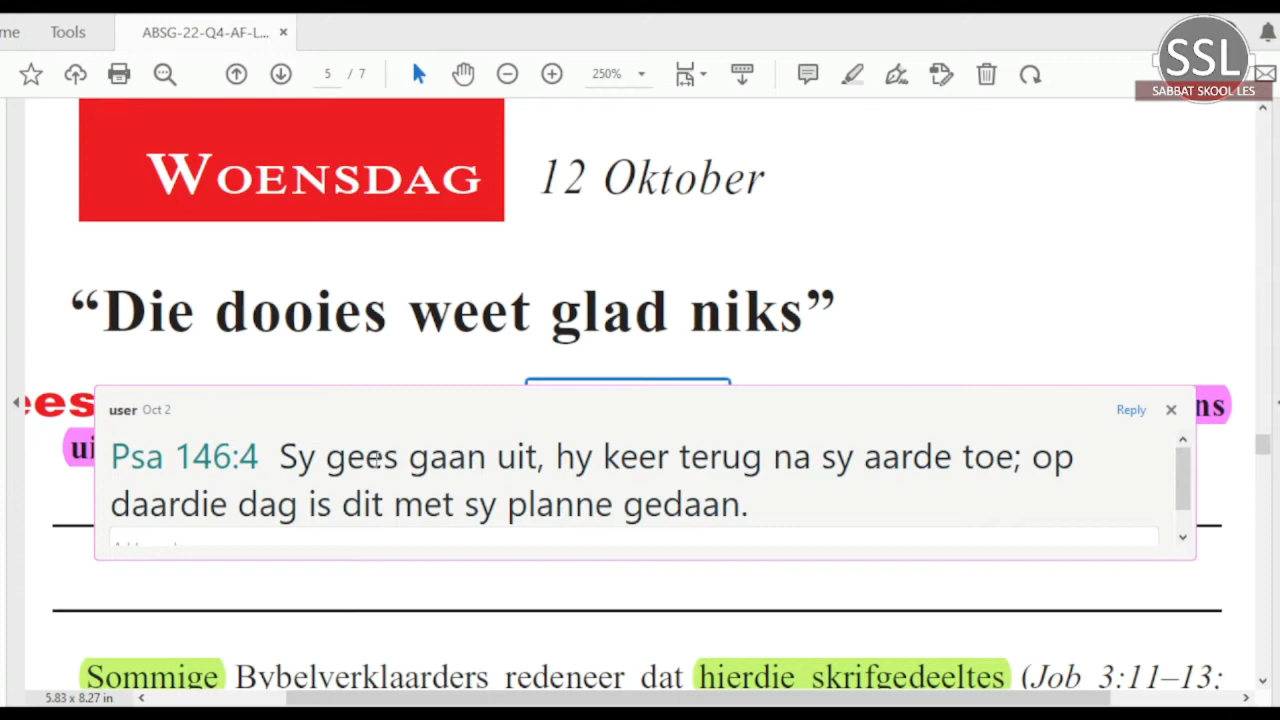 me Tools ABSG-22-Q4-AF-L... ×
SSL
SABBAT SKOOL LES
5 / 7 250%
WOENSDAG 12 Oktober
“Die dooies weet glad niks”
ees ns
ui
user Oct 2 Reply
Psa 146:4 Sy gees gaan uit, hy keer terug na sy aarde toe; op
daardie dag is dit met sy planne gedaan.
Sommige Bybelverklaarders redeneer dat hierdie skrifgedeeltes (Job 3:11–13;
5.83 x 8.27 in